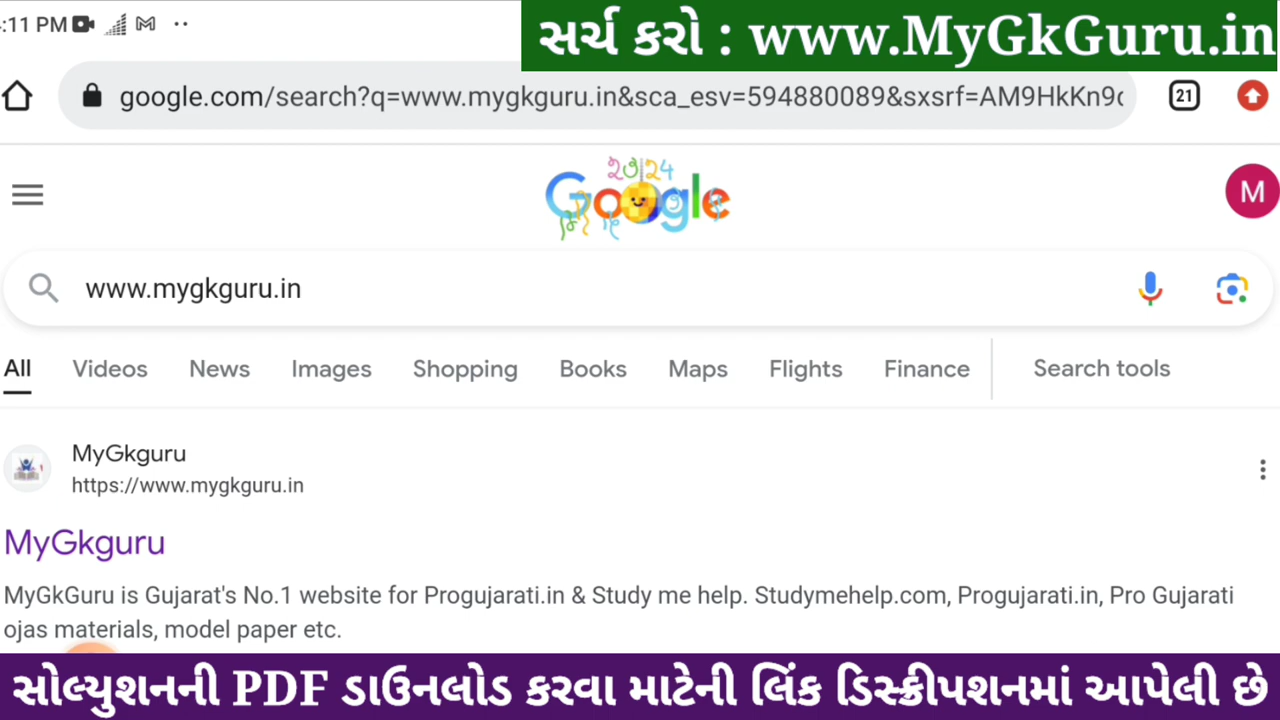 :11 PM
સર્ચ કરો : www.MyGkGuru.in
google.com/search?q=www.mygkguru.in&sca_esv=594880089&sxsrf=AM9HkKn9c
21
Google
M
www.mygkguru.in
All Videos News Images Shopping Books Maps Flights Finance Search tools
MyGkguru
https://www.mygkguru.in
MyGkguru
MyGkGuru is Gujarat's No.1 website for Progujarati.in & Study me help. Studymehelp.com, Progujarati.in, Pro Gujarati
ojas materials, model paper etc.
સોલ્યુશનની PDF ડાઉનલોડ કરવા માટેની લિંક ડિસ્ક્રીપશનમાં આપેલી છે